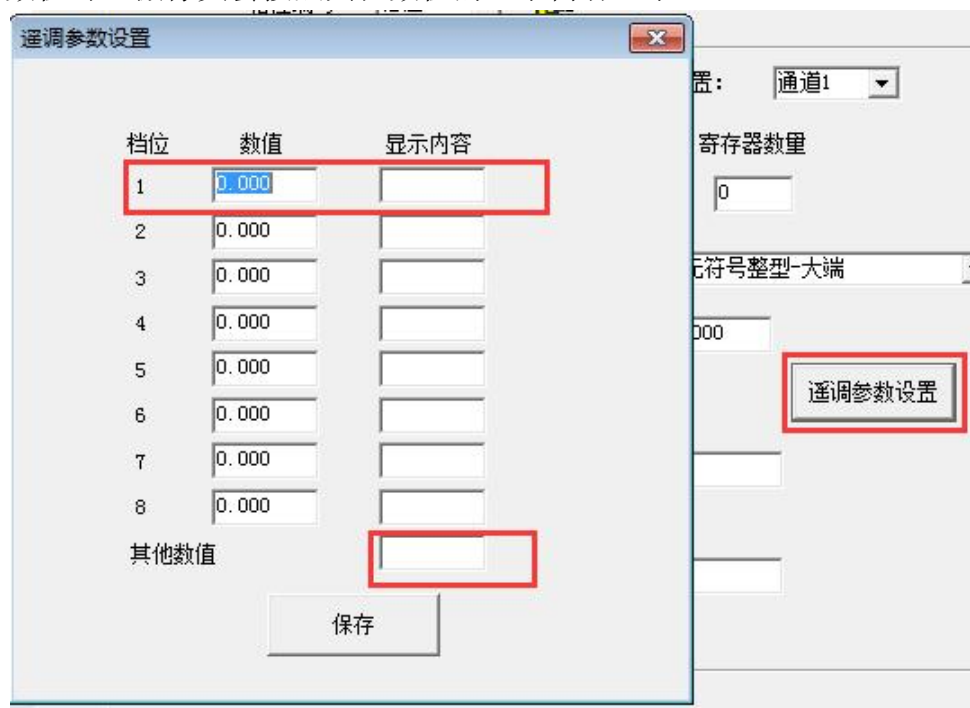 遥调参数设置
置： 通道1
档位 数值 显示内容
寄存器数量
1 0.000
0
2 0.000
符号整型-大端
3 0.000
4 0.000
000
5 0.000
遥调参数设置
6 0.000
7 0.000
8 0.000
其他数值
保存